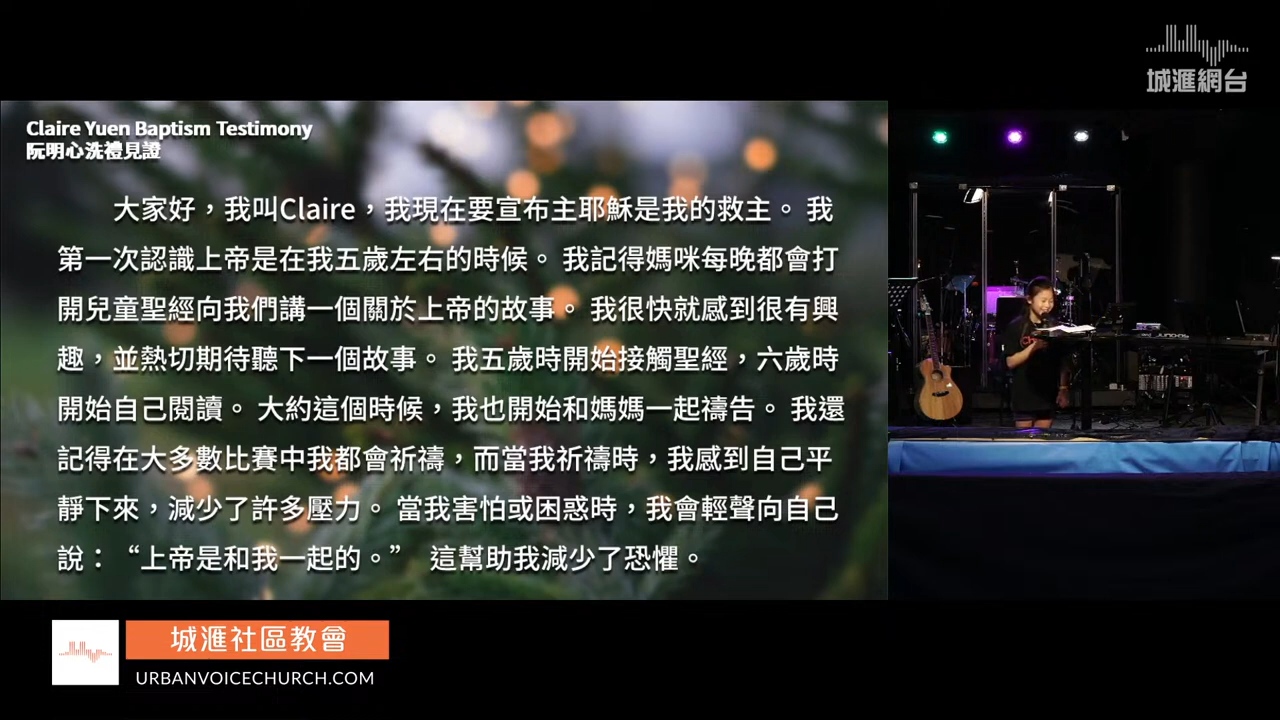 城滙網台
Claire Yuen Baptism Testimony
阮明心洗禮見證
大家好，我叫Claire，我現在要宣布主耶穌是我的救主。 我
第一次認識上帝是在我五歲左右的時候。 我記得媽咪每晚都會打
開兒童聖經向我們講一個關於上帝的故事。 我很快就感到很有興
趣，並熱切期待聽下一個故事。 我五歲時開始接觸聖經，六歲時
開始自己閱讀。 大約這個時候，我也開始和媽媽一起禱告。 我還
記得在大多數比賽中我都會祈禱，而當我祈禱時，我感到自己平
靜下來，減少了許多壓力。 當我害怕或困惑時，我會輕聲向自己
說：“上帝是和我一起的。” 這幫助我減少了恐懼。
城滙社區教會
URBANVOICECHURCH.COM